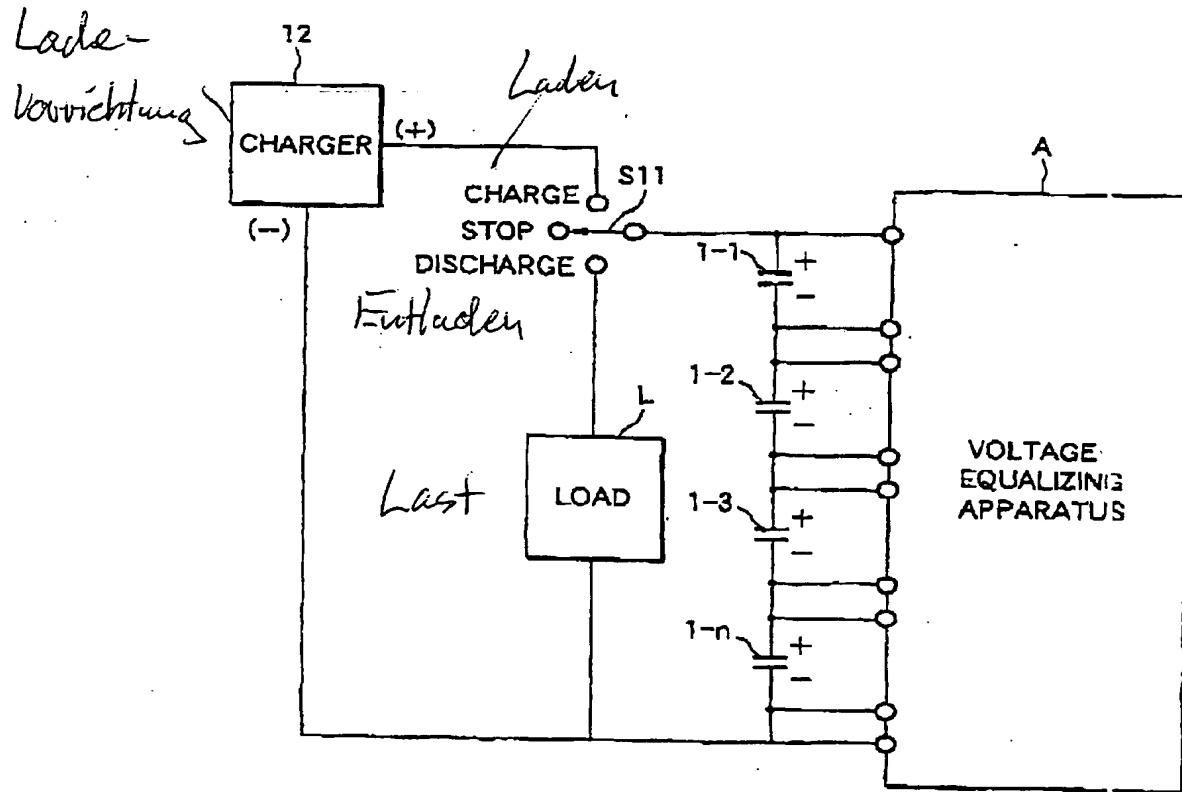 Lade-
vorrichtung
12
CHARGER
(+)
(-)
Laden
CHARGE
S11
STOP
DISCHARGE
Entladen
A
1-1
+
-
1-2
+
-
L
Last
LOAD
1-3
+
-
1-n
+
-
VOLTAGE
EQUALIZING
APPARATUS